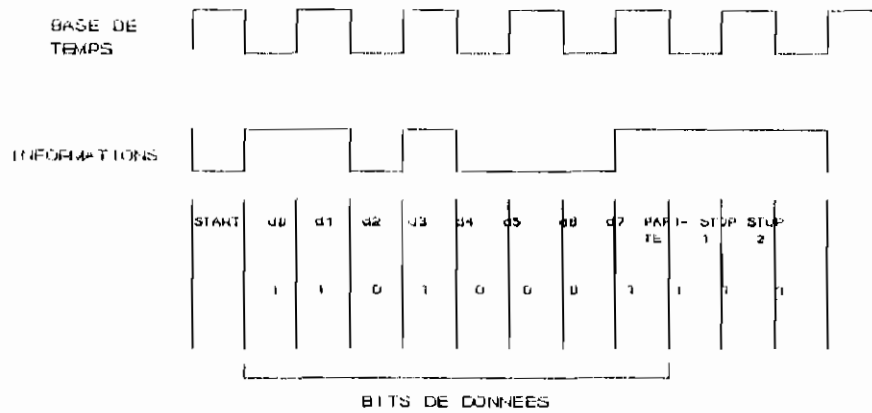 BASE DE
TEMPS
INFORMATIONS
START d0 d1 d2 d3 d4 d5 d6 d7 PARI- STOP STOP
TE 1 2
1 1 0 1 0 0 0 1 1 1 1
BITS DE DONNEES